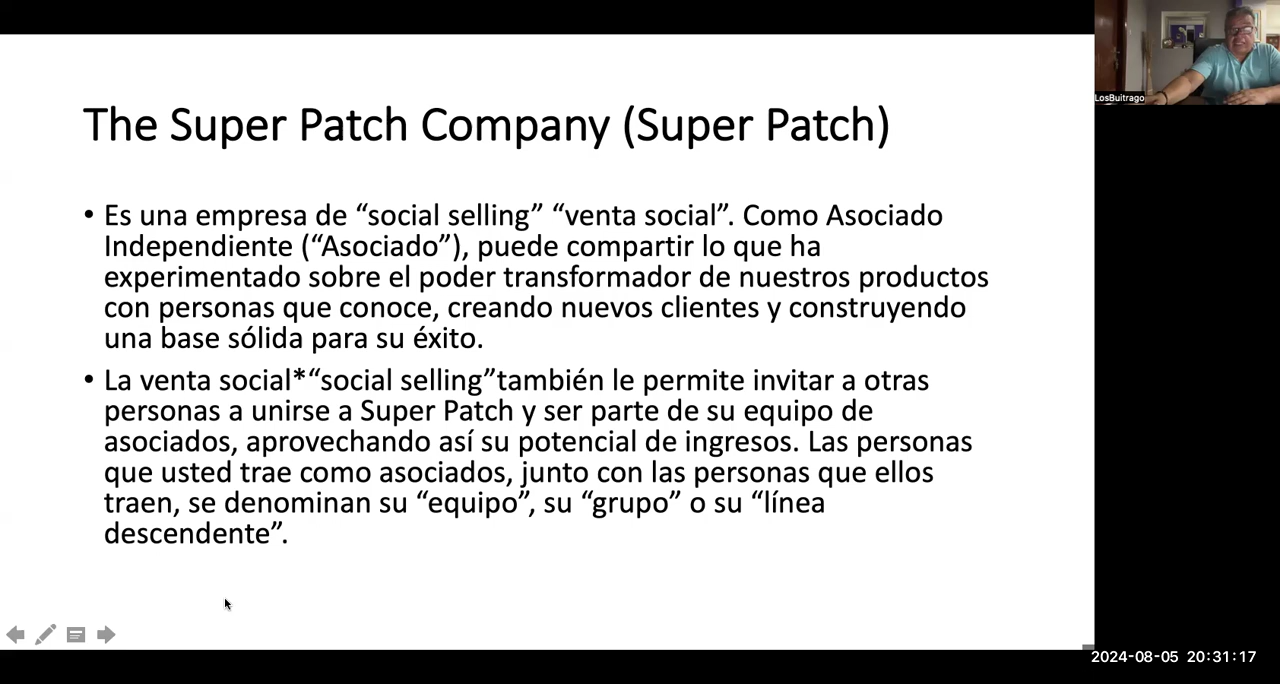 The Super Patch Company (Super Patch)
• Es una empresa de “social selling” “venta social”. Como Asociado
Independiente (“Asociado”), puede compartir lo que ha
experimentado sobre el poder transformador de nuestros productos
con personas que conoce, creando nuevos clientes y construyendo
una base sólida para su éxito.
• La venta social*“social selling”también le permite invitar a otras
personas a unirse a Super Patch y ser parte de su equipo de
asociados, aprovechando así su potencial de ingresos. Las personas
que usted trae como asociados, junto con las personas que ellos
traen, se denominan su “equipo”, su “grupo” o su “línea
descendente”.
LosBuitrago
2024-08-05 20:31:17